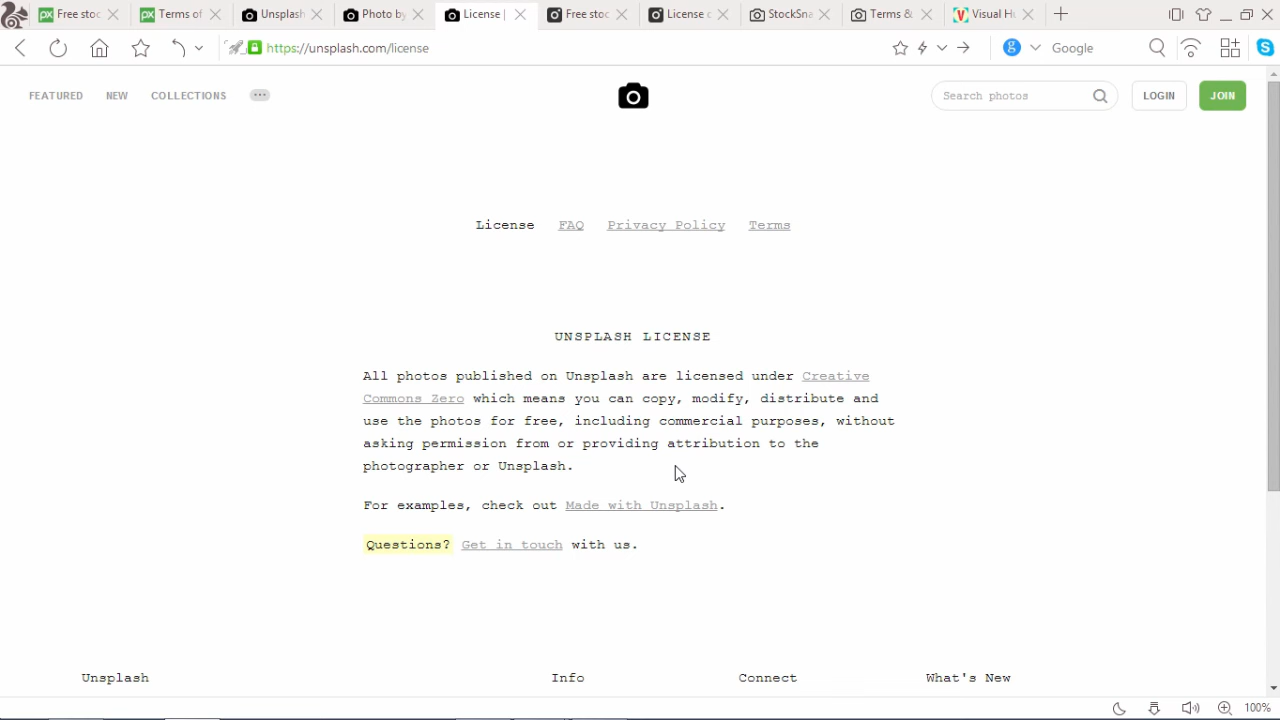 Free stoc
Term of
Unsplash
Photo by
License |
Free stoc
License c
StockSna
Terms &
Visual Hu
https://unsplash.com/license
Google
FEATURED NEW COLLECTIONS
Search photos
LOGIN
JOIN
License FAQ Privacy Policy Terms
UNSPLASH LICENSE
All photos published on Unsplash are licensed under Creative
Commons Zero which means you can copy, modify, distribute and
use the photos for free, including commercial purposes, without
asking permission from or providing attribution to the
photographer or Unsplash.
For examples, check out Made with Unsplash.
Questions? Get in touch with us.
Unsplash Info Connect What's New
100%